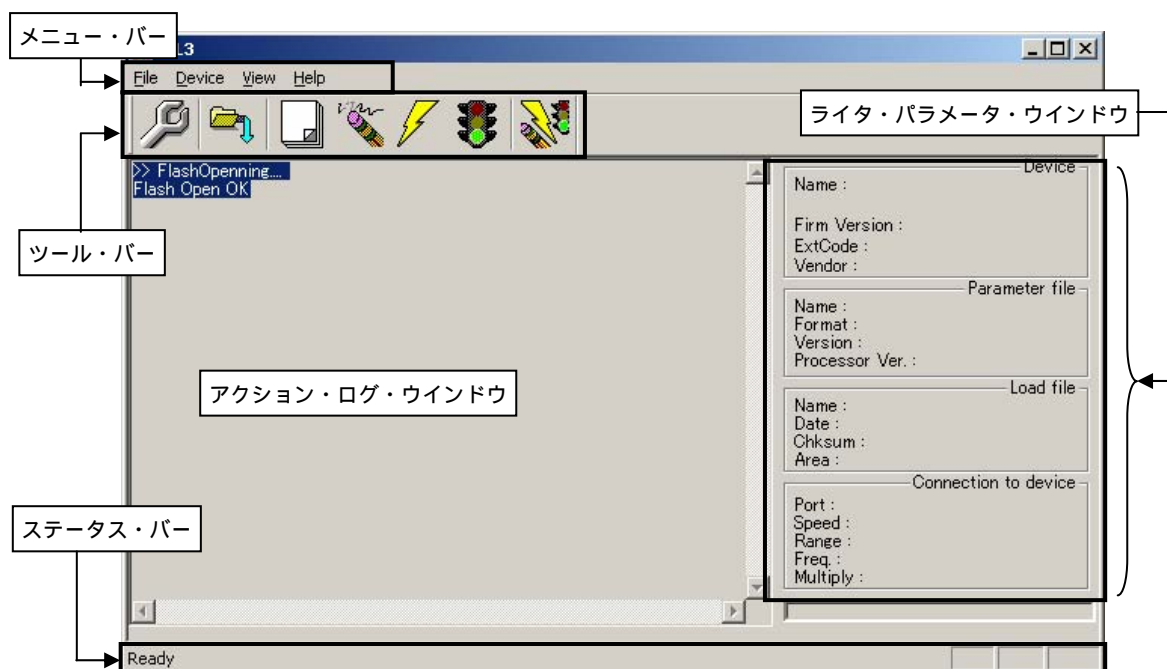 メニュー・バー
L3
File Device View Help
ライタ・パラメータ・ウインドウ
>> FlashOpenning....
Flash Open OK
ツール・バー
アクション・ログ・ウインドウ
Device
Name :
Firm Version :
ExtCode :
Vendor :
Parameter file
Name :
Format :
Version :
Processor Ver. :
Load file
Name :
Date :
Chksum :
Area :
Connection to device
Port :
Speed :
Range :
Freq. :
Multiply :
ステータス・バー
Ready